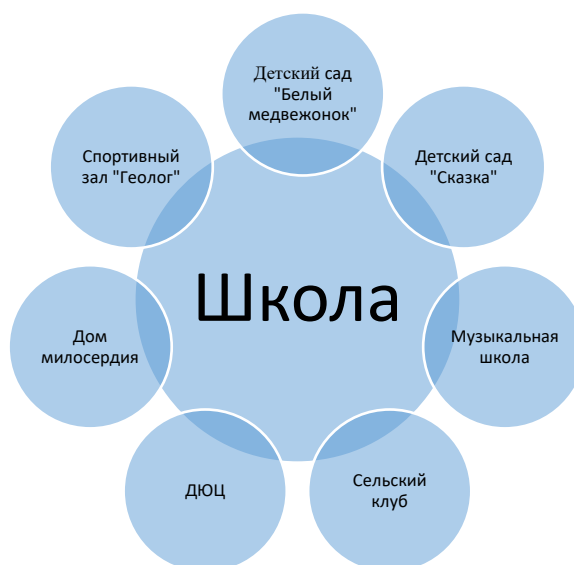 Детский сад
"Белый
медвежонок"
Детский сад
"Сказка"
Музыкальная
школа
Сельский
клуб
ДЮЦ
Дом
милосердия
Спортивный
зал "Геолог"
Школа